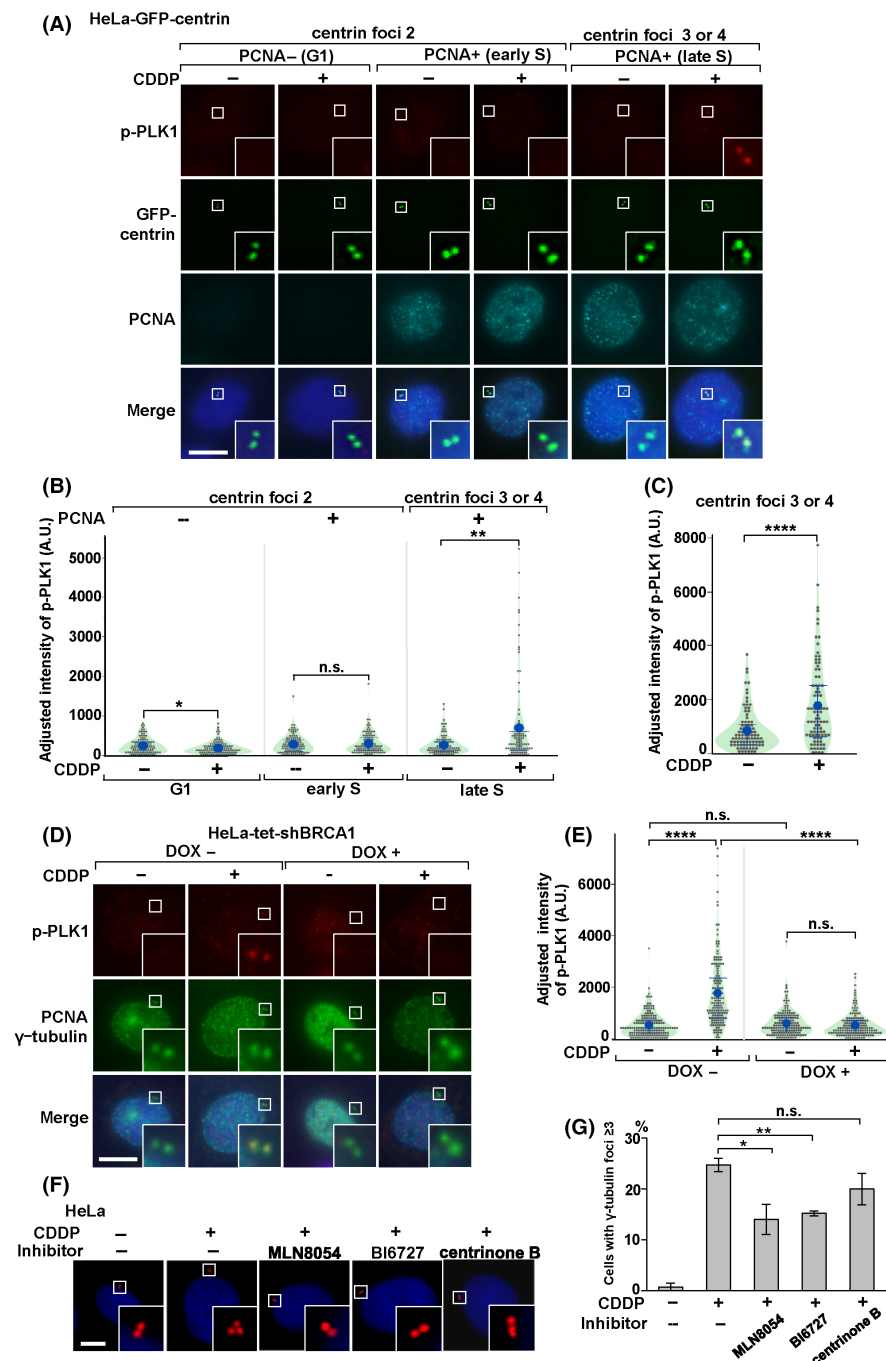 (A) HeLa-GFP-centrin
centrin foci 2 centrin foci 3 or 4
PCNA– (G1) PCNA+ (early S) PCNA+ (late S)
CDDP – + – + – +
p-PLK1
GFP-
centrin
PCNA
Merge
(B) centrin foci 2 centrin foci 3 or 4
PCNA -- + +
Adjusted intensity of p-PLK1 (A.U.)
5000
4000
3000
2000
1000
0
* n.s. **
CDDP – + -- + – +
G1 early S late S
(C) centrin foci 3 or 4
Adjusted intensity of p-PLK1 (A.U.)
8000
6000
4000
2000
0
****
CDDP – +
(D) HeLa-tet-shBRCA1
DOX – DOX +
CDDP – + - +
p-PLK1
PCNA
γ–tubulin
Merge
(E) n.s.
**** ****
n.s.
Adjusted intensity
of p-PLK1 (A.U.)
6000
4000
2000
0
CDDP – + – +
DOX – DOX +
(F) HeLa
CDDP – + + + +
Inhibitor – – MLN8054 BI6727 centrinone B
(G) %
Cells with γ-tubulin foci ≥3
30
20
10
0
n.s.
**
*
CDDP – + + + +
Inhibitor -- – MLN8054 BI6727 centrinone B